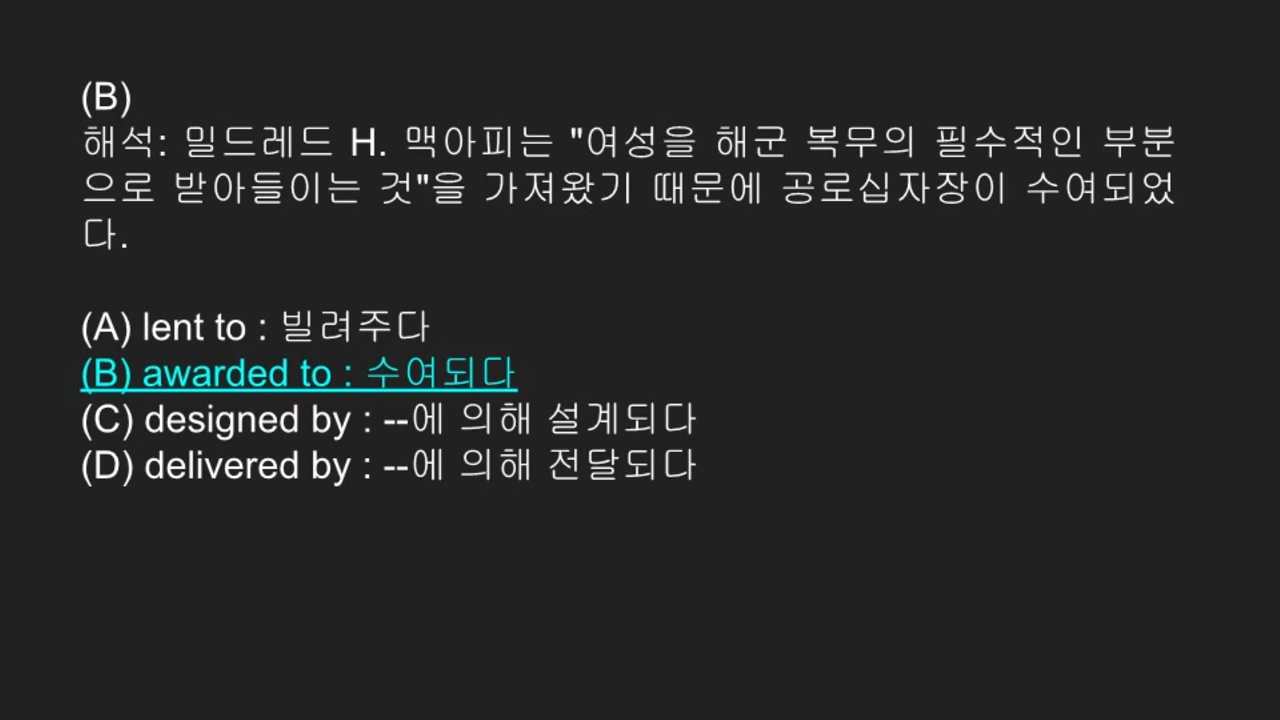 (B)
해석: 밀드레드 H. 맥아피는 "여성을 해군 복무의 필수적인 부분
으로 받아들이는 것"을 가져왔기 때문에 공로십자장이 수여되었
다.
(A) lent to : 빌려주다
(B) awarded to : 수여되다
(C) designed by : --에 의해 설계되다
(D) delivered by : --에 의해 전달되다